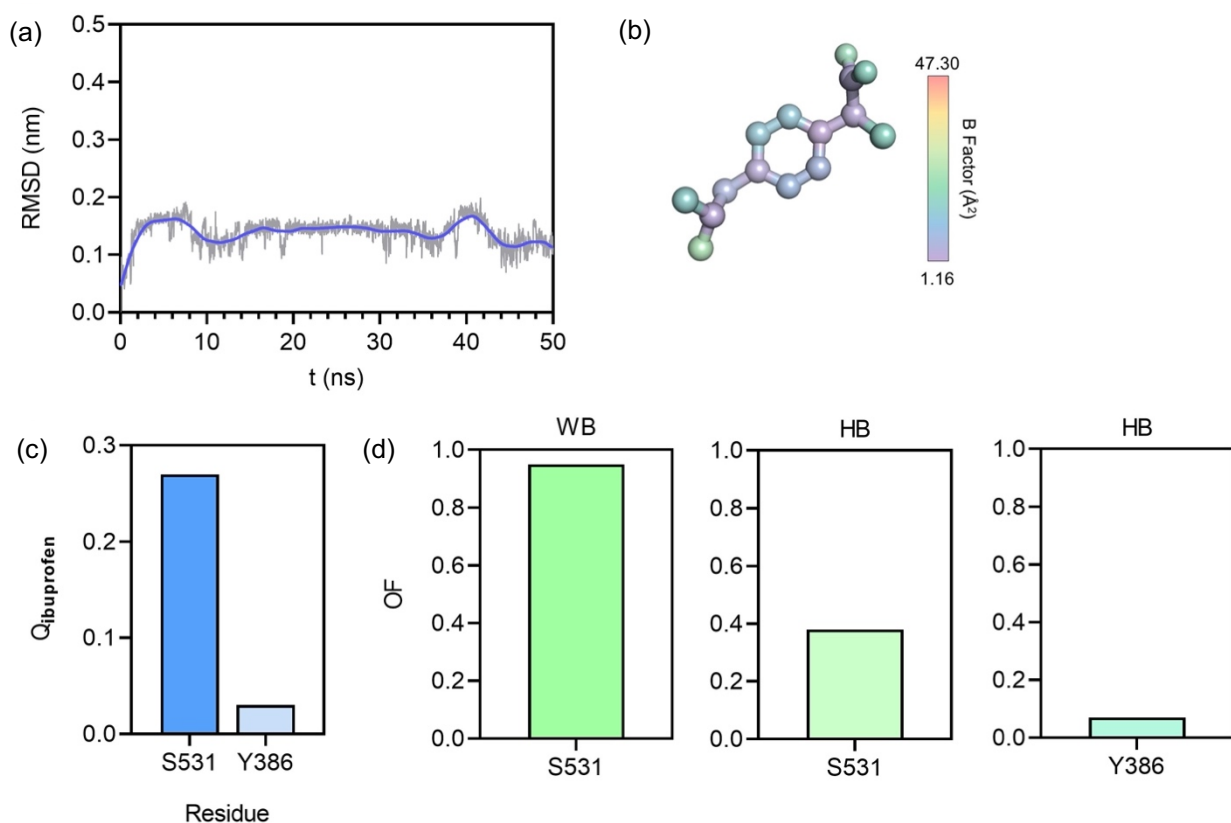 (a)
RMSD (nm)
0.5
0.4
0.3
0.2
0.1
0.0
0 10 20 30 40 50
t (ns)
(b)
47.30
B Factor (Å²)
1.16
(c)
Qibuprofen
0.3
0.2
0.1
0.0
S531 Y386
Residue
(d)
OF
WB
1.0
0.8
0.6
0.4
0.2
0.0
S531
HB
1.0
0.8
0.6
0.4
0.2
0.0
S531
HB
1.0
0.8
0.6
0.4
0.2
0.0
Y386